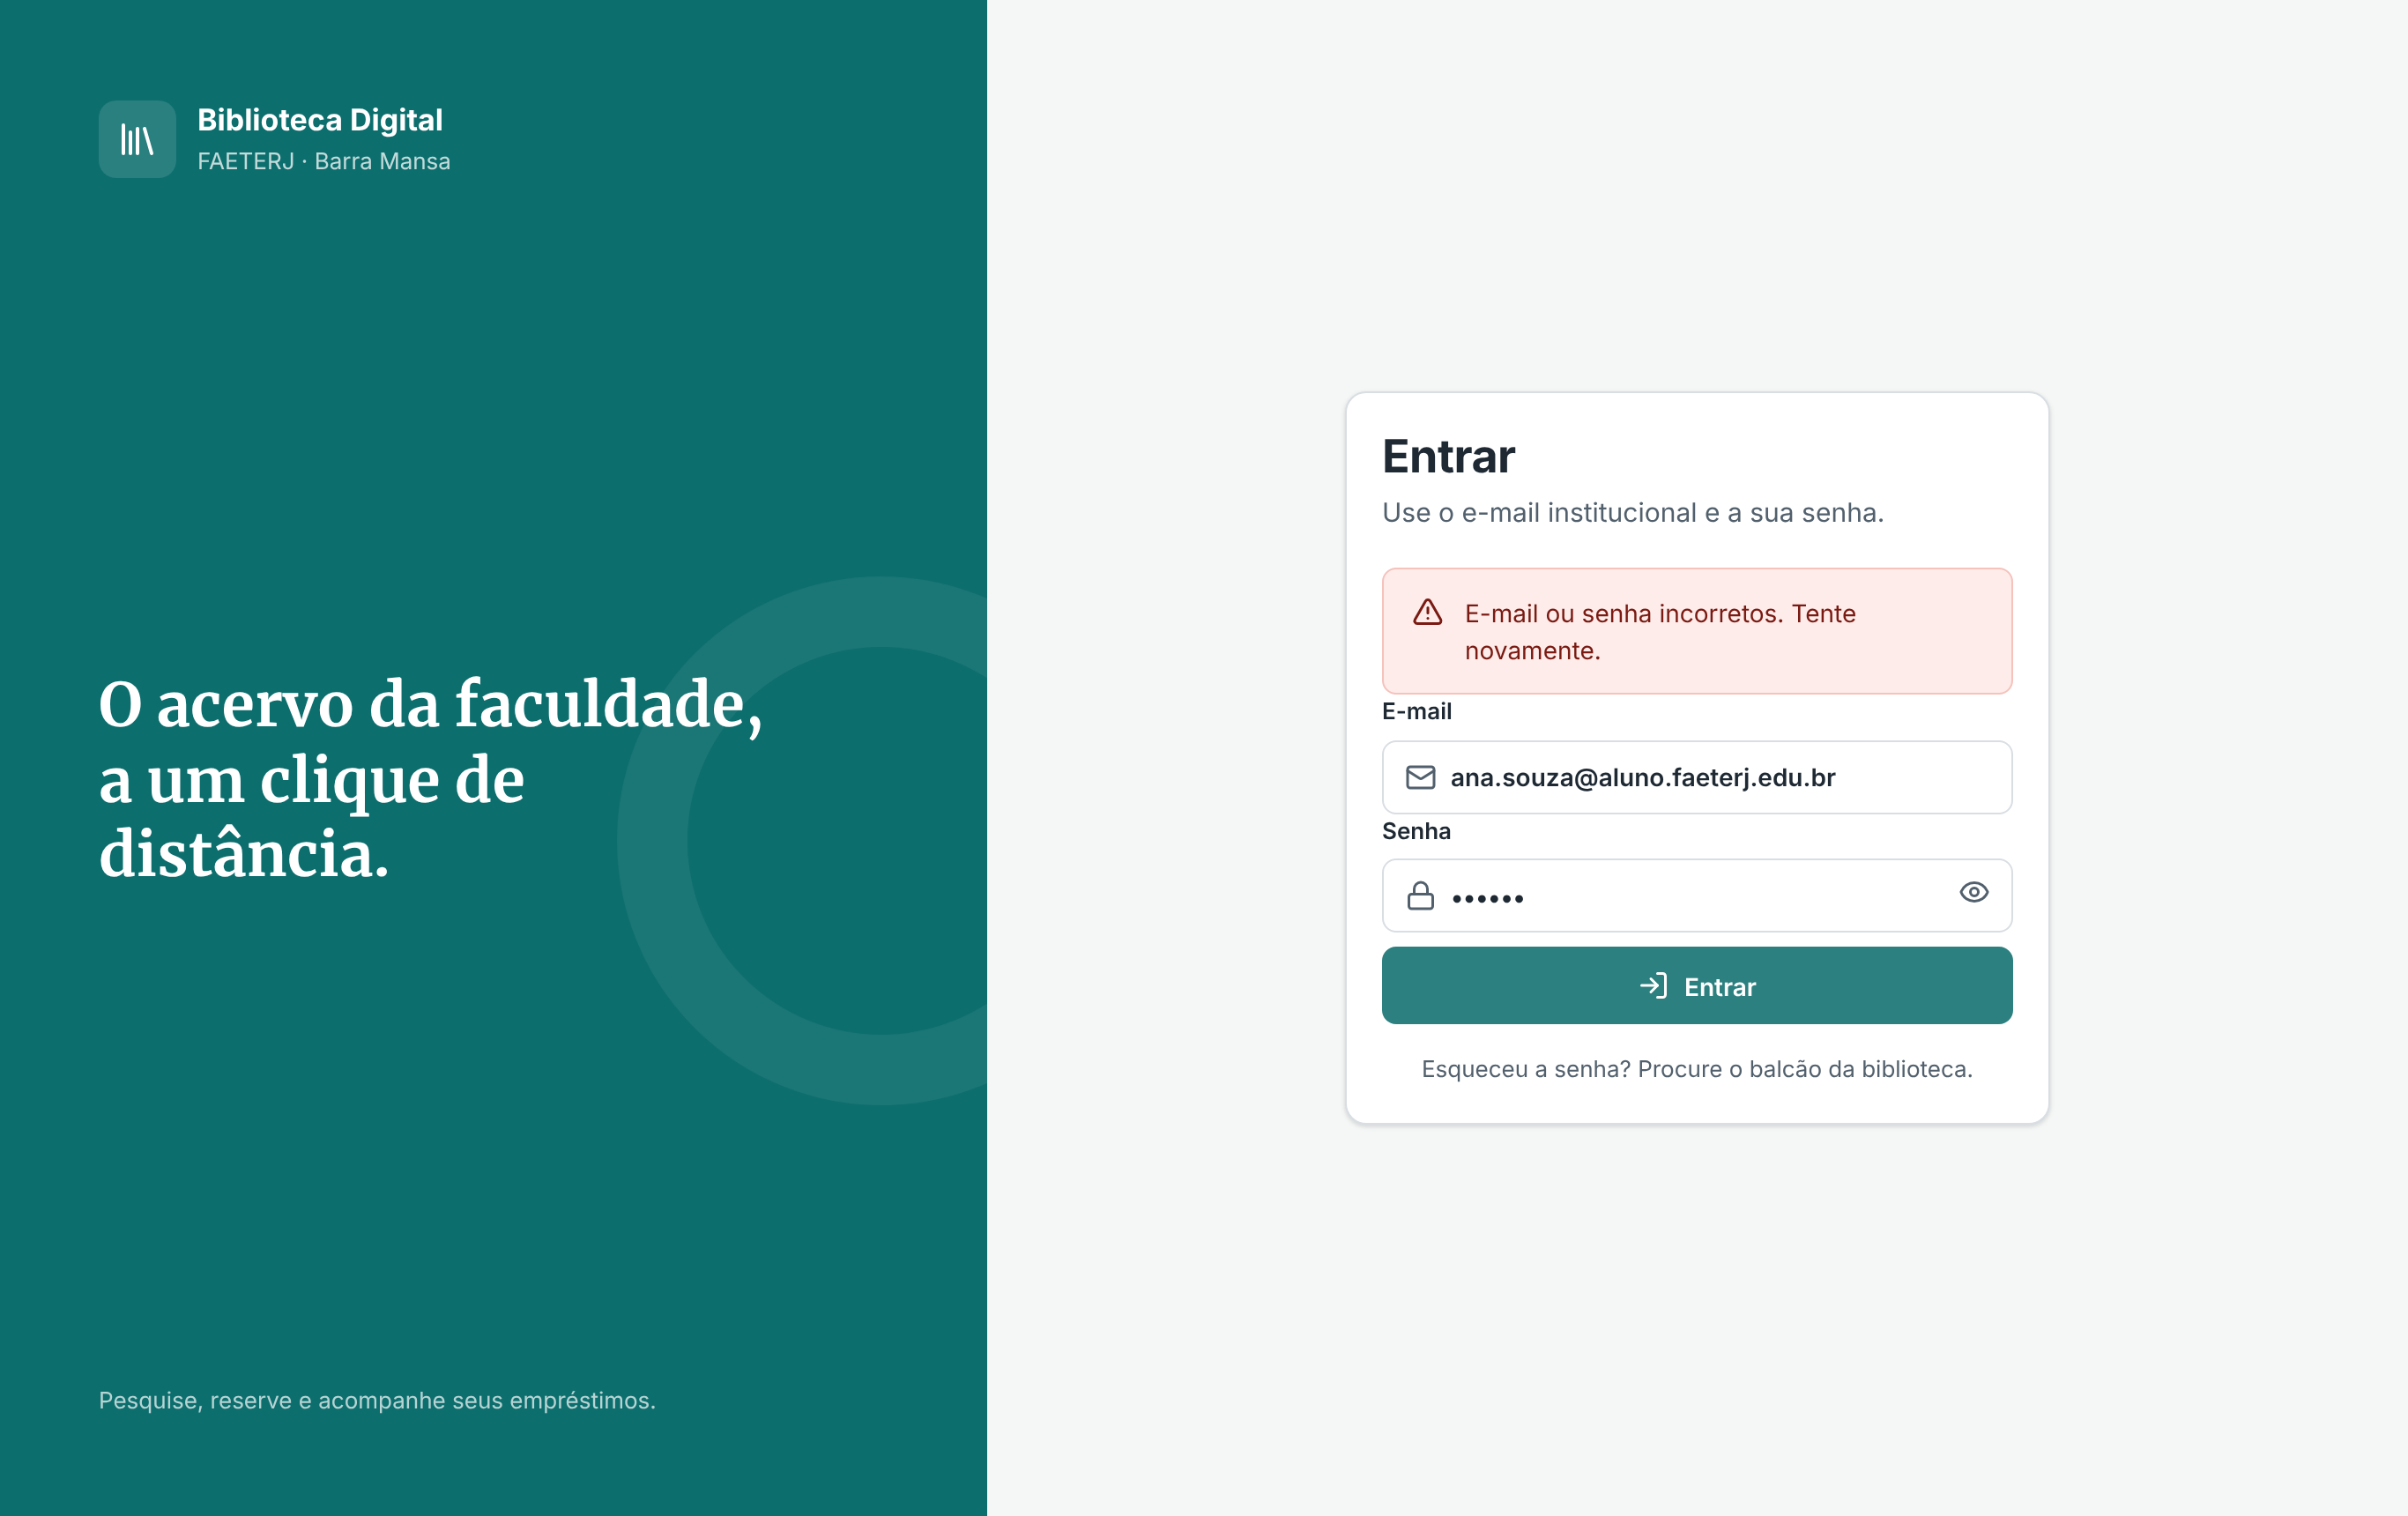 Biblioteca Digital
FAETERJ · Barra Mansa
O acervo da faculdade,
a um clique de
distância.
Pesquise, reserve e acompanhe seus empréstimos.
Entrar
Use o e-mail institucional e a sua senha.
E-mail ou senha incorretos. Tente
novamente.
E-mail
ana.souza@aluno.faeterj.edu.br
Senha
••••••
Entrar
Esqueceu a senha? Procure o balcão da biblioteca.